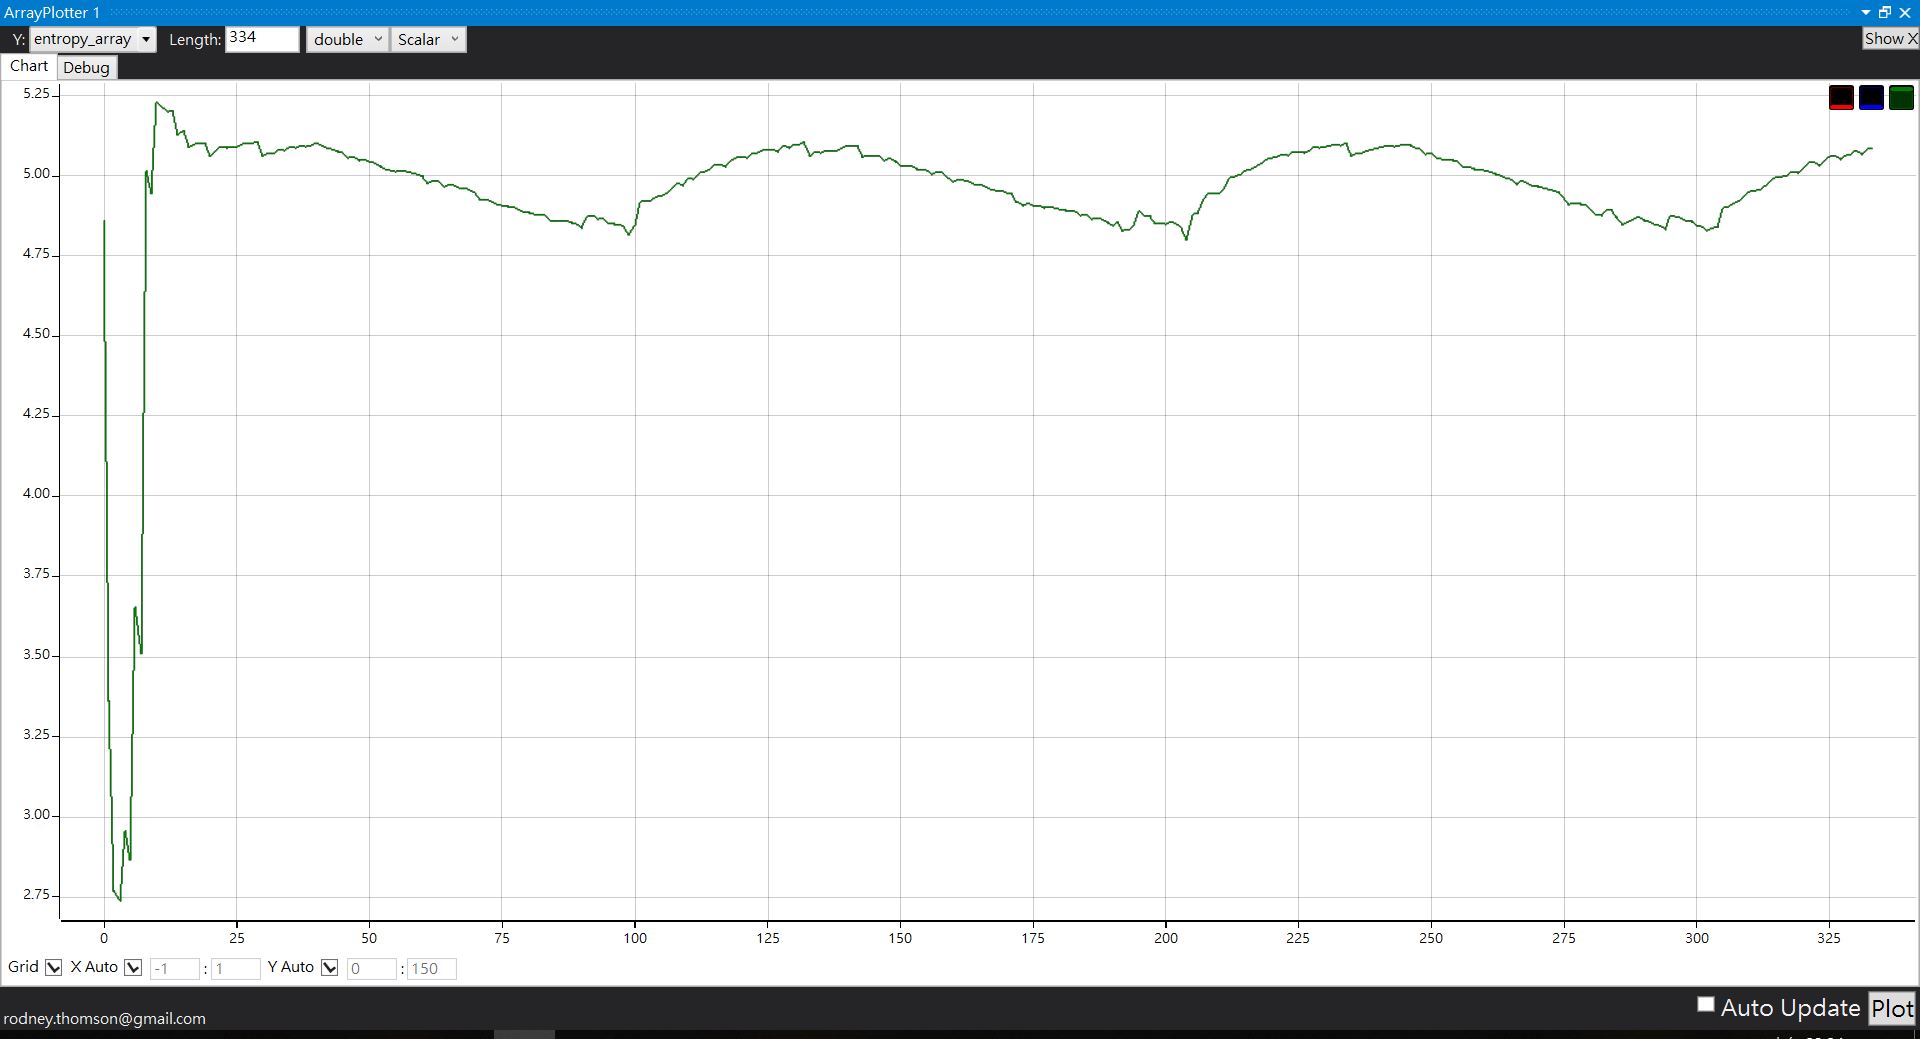 ArrayPlotter 1
Y: entropy_array Length: 334 double Scalar Show X
Chart Debug
5.25
5.00
4.75
4.50
4.25
4.00
3.75
3.50
3.25
3.00
2.75
0 25 50 75 100 125 150 175 200 225 250 275 300 325
Grid X Auto -1 : 1 Y Auto 0 : 150
Auto Update Plot
rodney.thomson@gmail.com